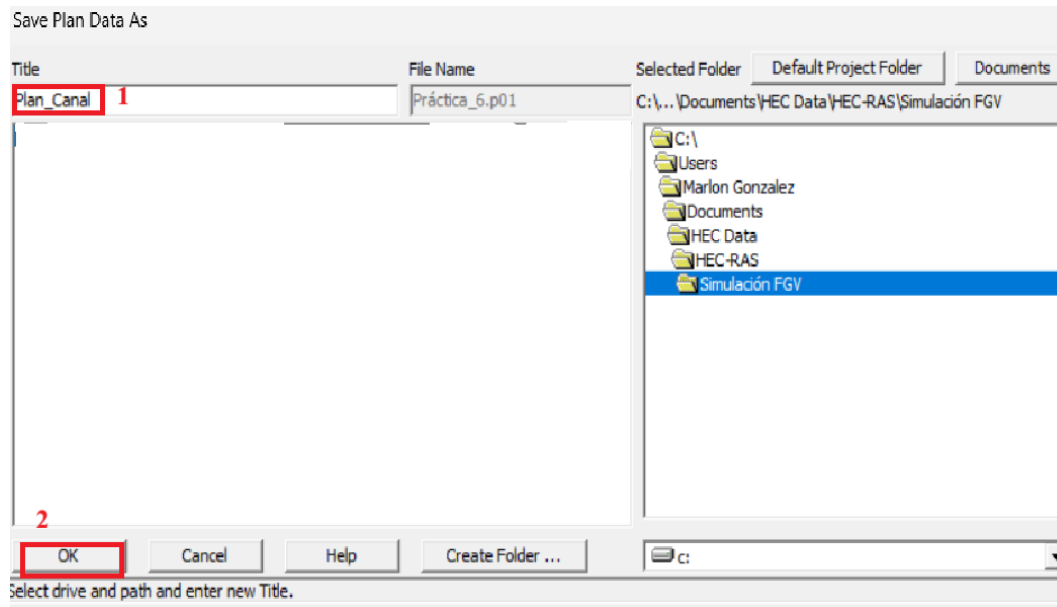 Save Plan Data As
Title File Name Selected Folder Default Project Folder Documents
Plan_Canal 1 Práctica_6.p01 C:\...\Documents\HEC Data\HEC-RAS\Simulación FGV
C:\
Users
Marlon Gonzalez
Documents
HEC Data
HEC-RAS
Simulación FGV
2
OK Cancel Help Create Folder ... c:
Select drive and path and enter new Title.